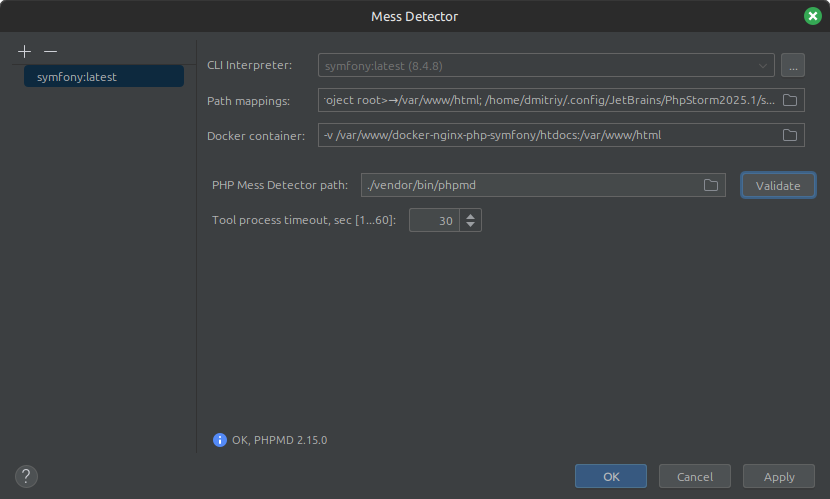 Mess Detector
symfony:latest
CLI Interpreter: symfony:latest (8.4.8) ...
Path mappings: roject root>→/var/www/html; /home/dmitriy/.config/JetBrains/PhpStorm2025.1/s...
Docker container: -v /var/www/docker-nginx-php-symfony/htdocs:/var/www/html
PHP Mess Detector path: ./vendor/bin/phpmd Validate
Tool process timeout, sec [1...60]: 30
OK, PHPMD 2.15.0
? OK Cancel Apply